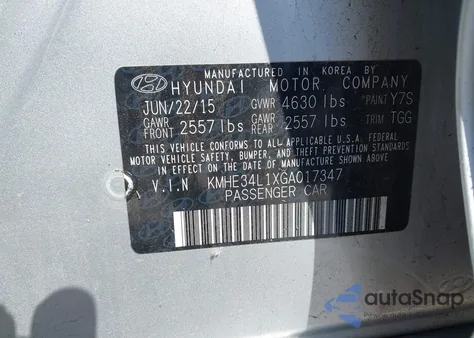 MANUFACTURED IN KOREA BY
HYUNDAI MOTOR COMPANY
JUN/22/15 GVWR 4630 lbs PAINT Y7S
GAWR FRONT 2557 lbs GAWR REAR 2557 lbs TRIM TGG
THIS VEHICLE CONFORMS TO ALL APPLICABLE U.S.A. FEDERAL
MOTOR VEHICLE SAFETY, BUMPER, AND THEFT PREVENTION
STANDARDS IN EFFECT ON THE DATE OF MANUFACTURE SHOWN ABOVE.
V.I.N KMHE34L1XGA017347
PASSENGER CAR
autoSnap